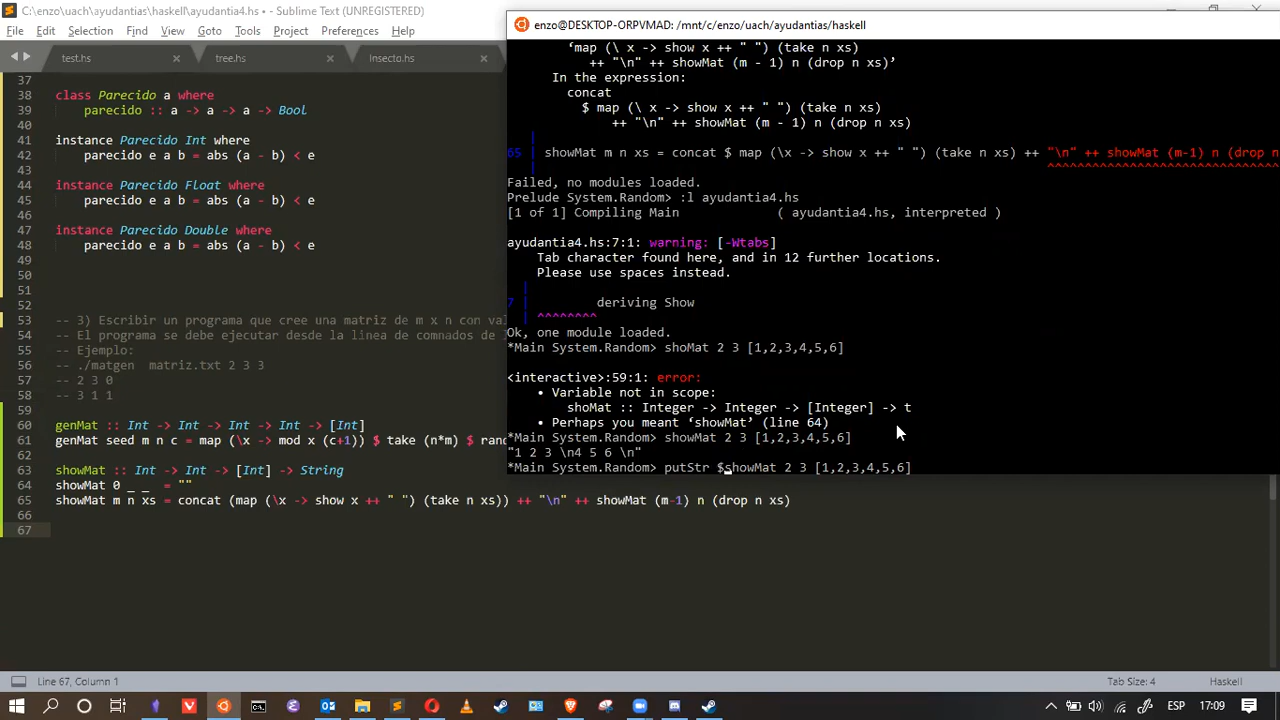 C:\enzo\uach\ayudantias\haskell\ayudantia4.hs • - Sublime Text (UNREGISTERED)
File Edit Selection Find View Goto Tools Project Preferences Help
test.hs tree.hs Insecto.hs
37
38 class Parecido a where
39 parecido :: a -> a -> a -> Bool
40
41 instance Parecido Int where
42 parecido e a b = abs (a - b) < e
43
44 instance Parecido Float where
45 parecido e a b = abs (a - b) < e
46
47 instance Parecido Double where
48 parecido e a b = abs (a - b) < e
49
50
51
52
53 -- 3) Escribir un programa que cree una matriz de m x n con va
54 -- El programa se debe ejecutar desde la linea de comnados de
55 -- Ejemplo:
56 -- ./matgen matriz.txt 2 3 3
57 -- 2 3 0
58 -- 3 1 1
59
60 genMat :: Int -> Int -> Int -> Int -> [Int]
61 genMat seed m n c = map (\x -> mod x (c+1)) $ take (n*m) $ rand
62
63 showMat :: Int -> Int -> [Int] -> String
64 showMat 0 _ _ = ""
65 showMat m n xs = concat (map (\x -> show x ++ " ") (take n xs)) ++ "\n" ++ showMat (m-1) n (drop n xs)
66
67
enzo@DESKTOP-ORPVMAD: /mnt/c/enzo/uach/ayudantias/haskell
‘map (\ x -> show x ++ " ") (take n xs)
++ "\n" ++ showMat (m - 1) n (drop n xs)’
In the expression:
concat
$ map (\ x -> show x ++ " ") (take n xs)
++ "\n" ++ showMat (m - 1) n (drop n xs)
|
65 | showMat m n xs = concat $ map (\x -> show x ++ " ") (take n xs) ++ "\n" ++ showMat (m-1) n (drop n
^^^^^^^^^^^^^^^^^^^^^^^^^^^^^^^
Failed, no modules loaded.
Prelude System.Random> :l ayudantia4.hs
[1 of 1] Compiling Main ( ayudantia4.hs, interpreted )
ayudantia4.hs:7:1: warning: [-Wtabs]
Tab character found here, and in 12 further locations.
Please use spaces instead.
|
7 | deriving Show
| ^^^^^^^^
Ok, one module loaded.
*Main System.Random> shoMat 2 3 [1,2,3,4,5,6]
<interactive>:59:1: error:
• Variable not in scope:
shoMat :: Integer -> Integer -> [Integer] -> t
• Perhaps you meant ‘showMat’ (line 64)
*Main System.Random> showMat 2 3 [1,2,3,4,5,6]
"1 2 3 \n4 5 6 \n"
*Main System.Random> putStr $showMat 2 3 [1,2,3,4,5,6]
Line 67, Column 1 Tab Size: 4 Haskell
ESP 17:09